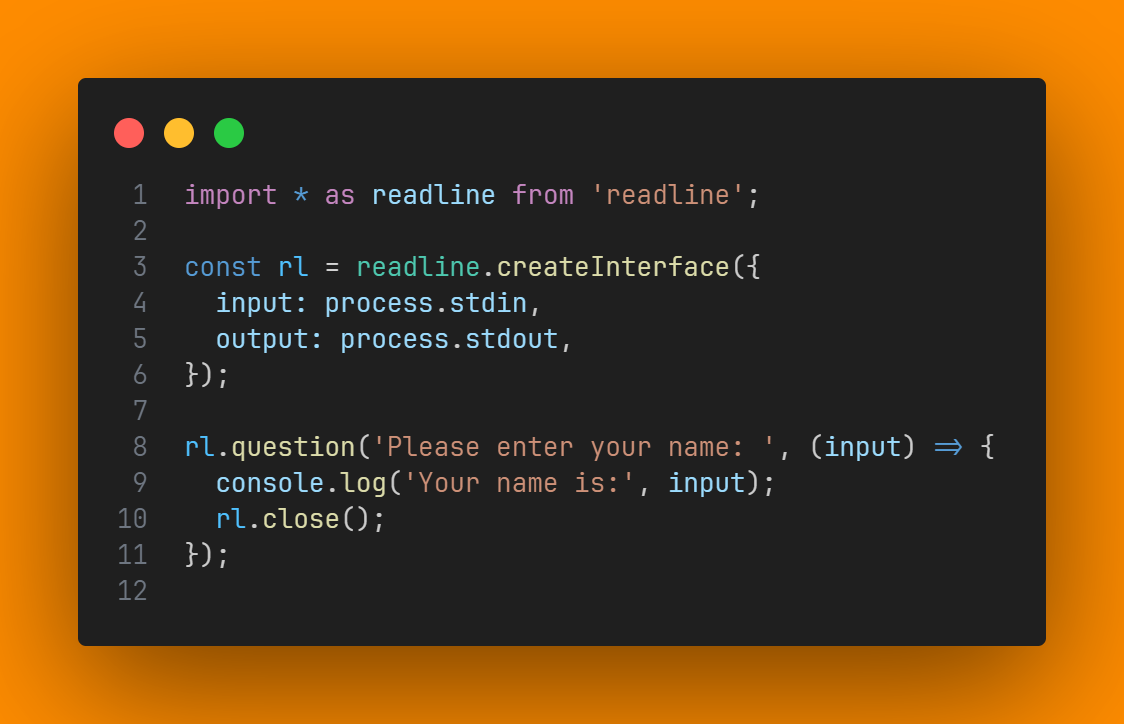 1 import * as readline from 'readline';
2
3 const rl = readline.createInterface({
4   input: process.stdin,
5   output: process.stdout,
6 });
7
8 rl.question('Please enter your name: ', (input) => {
9   console.log('Your name is:', input);
10   rl.close();
11 });
12